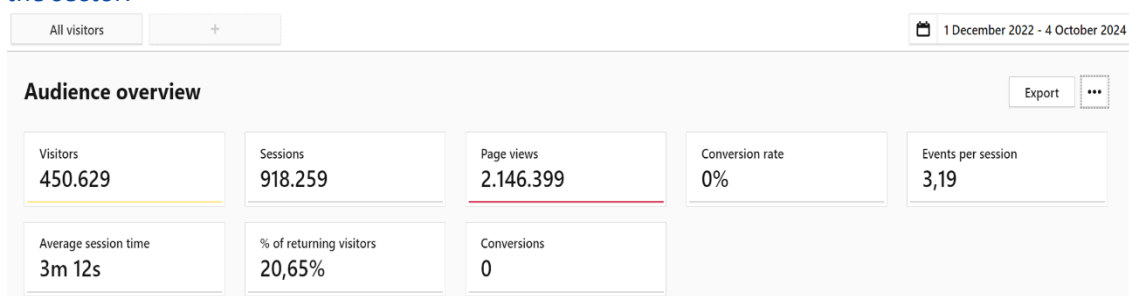 All visitors
+
1 December 2022 - 4 October 2024
Audience overview
Export
•••
Visitors
450.629
Sessions
918.259
Page views
2.146.399
Conversion rate
0%
Events per session
3,19
Average session time
3m 12s
% of returning visitors
20,65%
Conversions
0